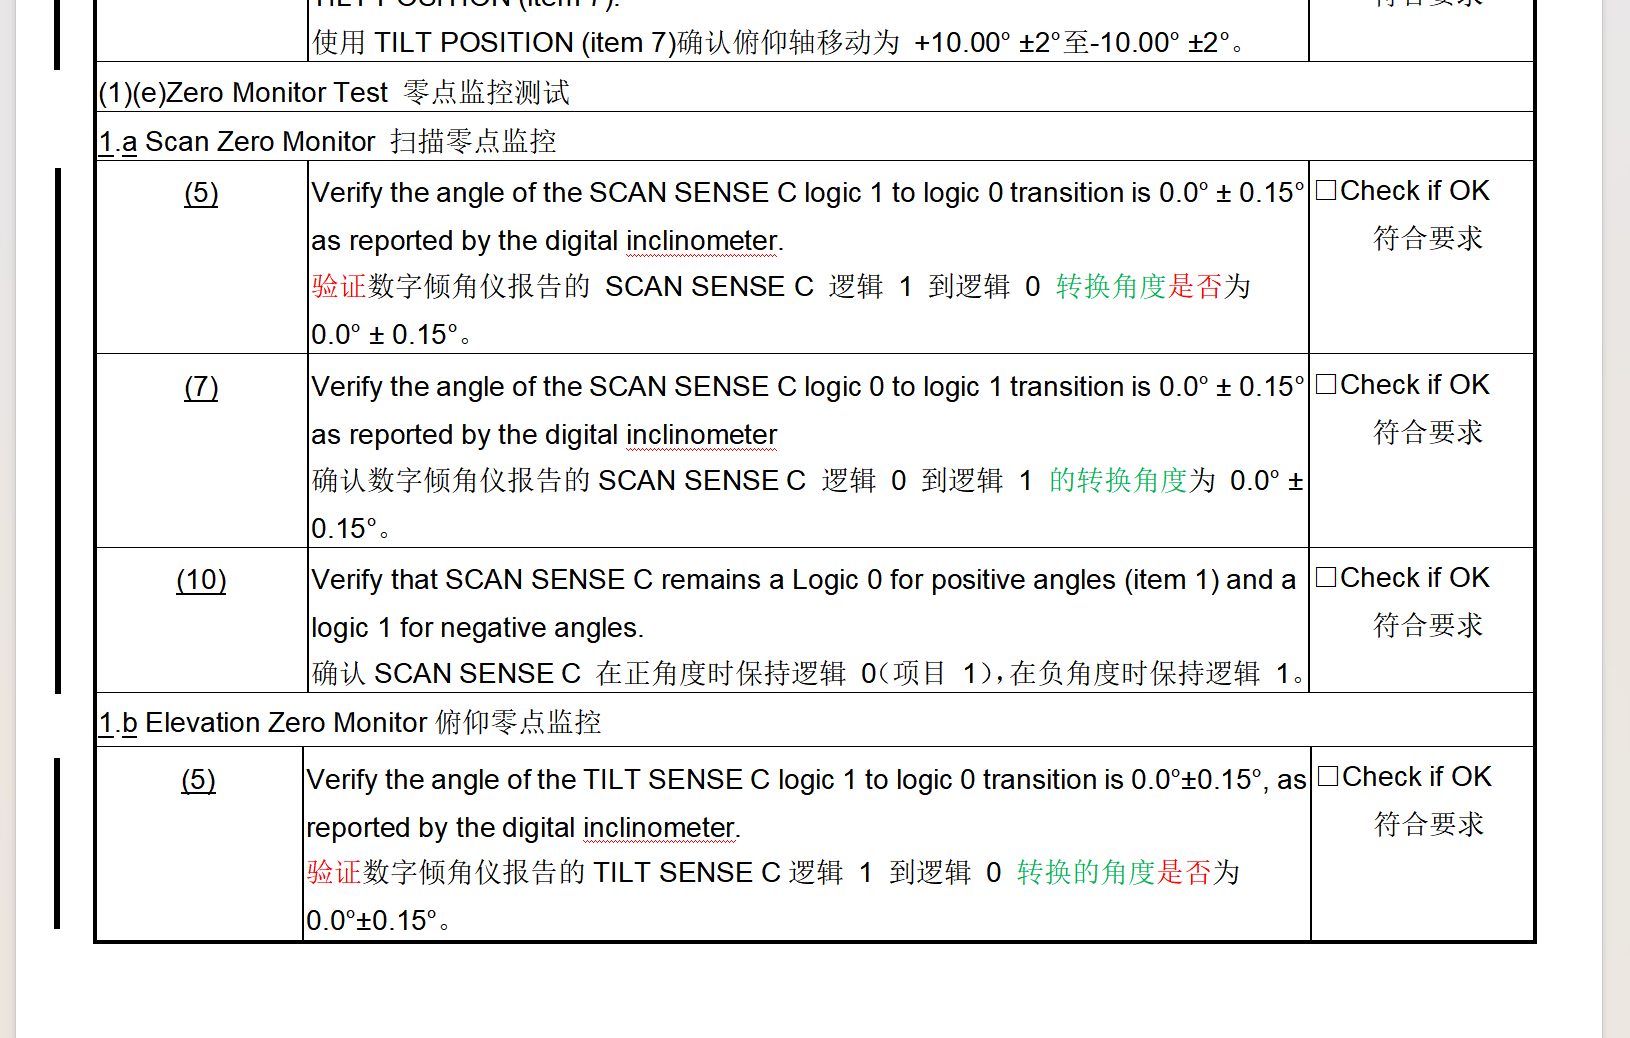 TILT POSITION (item 7).
符合要求
使用 TILT POSITION (item 7)确认俯仰轴移动为 +10.00° ±2°至-10.00° ±2°。
(1)(e)Zero Monitor Test 零点监控测试
1.a Scan Zero Monitor 扫描零点监控
(5)
Verify the angle of the SCAN SENSE C logic 1 to logic 0 transition is 0.0° ± 0.15°
as reported by the digital inclinometer.
验证数字倾角仪报告的 SCAN SENSE C 逻辑 1 到逻辑 0 转换角度是否为
0.0° ± 0.15°。
□Check if OK
符合要求
(7)
Verify the angle of the SCAN SENSE C logic 0 to logic 1 transition is 0.0° ± 0.15°
as reported by the digital inclinometer
确认数字倾角仪报告的 SCAN SENSE C 逻辑 0 到逻辑 1 的转换角度为 0.0° ±
0.15°。
□Check if OK
符合要求
(10)
Verify that SCAN SENSE C remains a Logic 0 for positive angles (item 1) and a
logic 1 for negative angles.
确认 SCAN SENSE C 在正角度时保持逻辑 0（项目 1），在负角度时保持逻辑 1。
□Check if OK
符合要求
1.b Elevation Zero Monitor 俯仰零点监控
(5)
Verify the angle of the TILT SENSE C logic 1 to logic 0 transition is 0.0°±0.15°, as
reported by the digital inclinometer.
验证数字倾角仪报告的 TILT SENSE C 逻辑 1 到逻辑 0 转换的角度是否为
0.0°±0.15°。
□Check if OK
符合要求